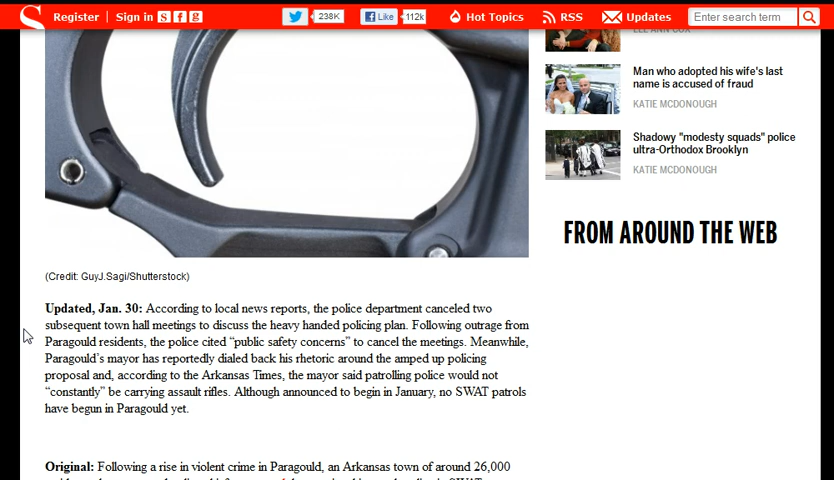 S Register | Sign in S f g 238K Like 112k Hot Topics RSS Updates Enter search term
Man who adopted his wife's last
name is accused of fraud
KATIE MCDONOUGH
Shadowy "modesty squads" police
ultra-Orthodox Brooklyn
KATIE MCDONOUGH
FROM AROUND THE WEB
(Credit: GuyJ.Sagi/Shutterstock)
Updated, Jan. 30: According to local news reports, the police department canceled two
subsequent town hall meetings to discuss the heavy handed policing plan. Following outrage from
Paragould residents, the police cited “public safety concerns” to cancel the meetings. Meanwhile,
Paragould’s mayor has reportedly dialed back his rhetoric around the amped up policing
proposal and, according to the Arkansas Times, the mayor said patrolling police would not
“constantly” be carrying assault rifles. Although announced to begin in January, no SWAT patrols
have begun in Paragould yet.
Original: Following a rise in violent crime in Paragould, an Arkansas town of around 26,000